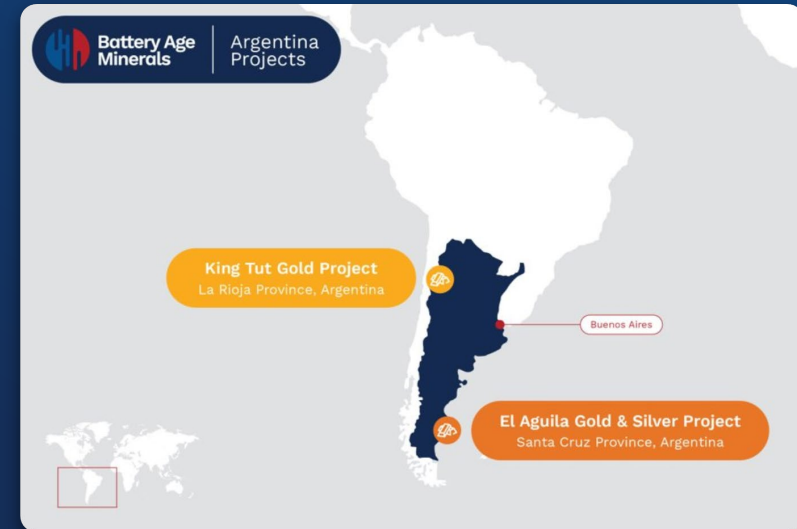 Battery Age
Minerals
Argentina
Projects
King Tut Gold Project
La Rioja Province, Argentina
Buenos Aires
El Aguila Gold & Silver Project
Santa Cruz Province, Argentina